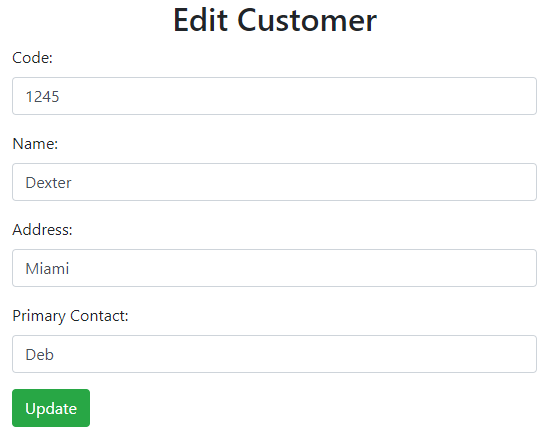 Edit Customer
Code:
1245
Name:
Dexter
Address:
Miami
Primary Contact:
Deb
Update